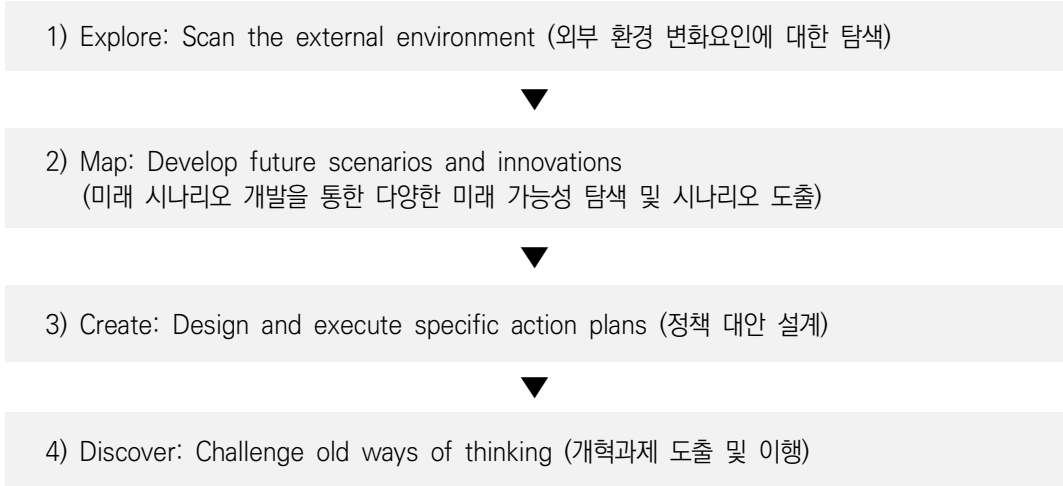 1) Explore: Scan the external environment (외부 환경 변화요인에 대한 탐색)
▼
2) Map: Develop future scenarios and innovations
(미래 시나리오 개발을 통한 다양한 미래 가능성 탐색 및 시나리오 도출)
▼
3) Create: Design and execute specific action plans (정책 대안 설계)
▼
4) Discover: Challenge old ways of thinking (개혁과제 도출 및 이행)